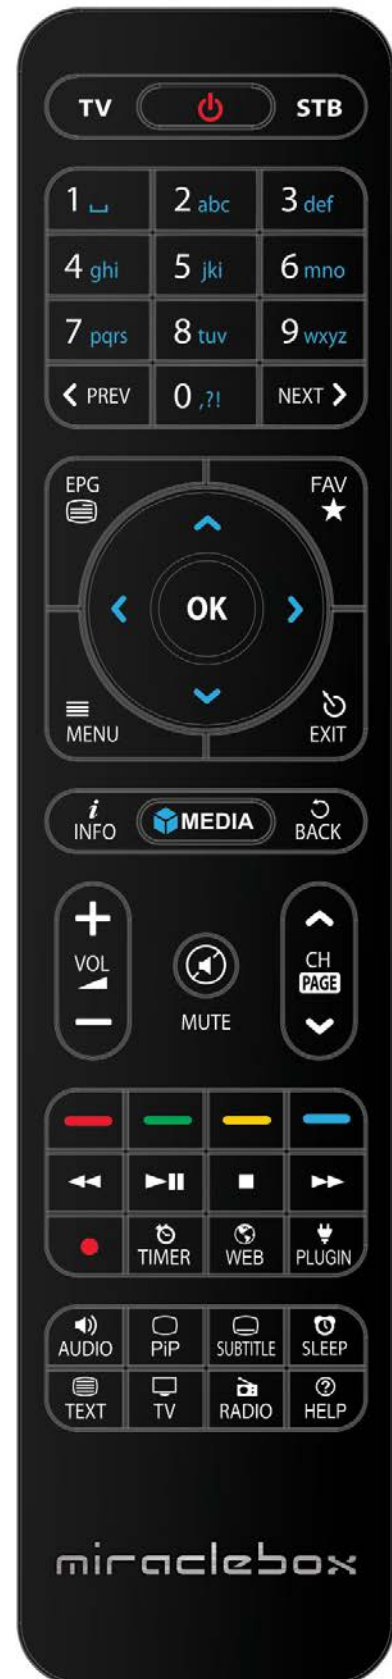 TV STB
1 2 abc 3 def
4 ghi 5 jki 6 mno
7 pqrs 8 tuv 9 wxyz
PREV 0 ,?! NEXT
EPG FAV
OK
MENU EXIT
INFO MEDIA BACK
VOL CH
PAGE
MUTE
TIMER WEB PLUGIN
AUDIO PiP SUBTITLE SLEEP
TEXT TV RADIO HELP
miraclebox